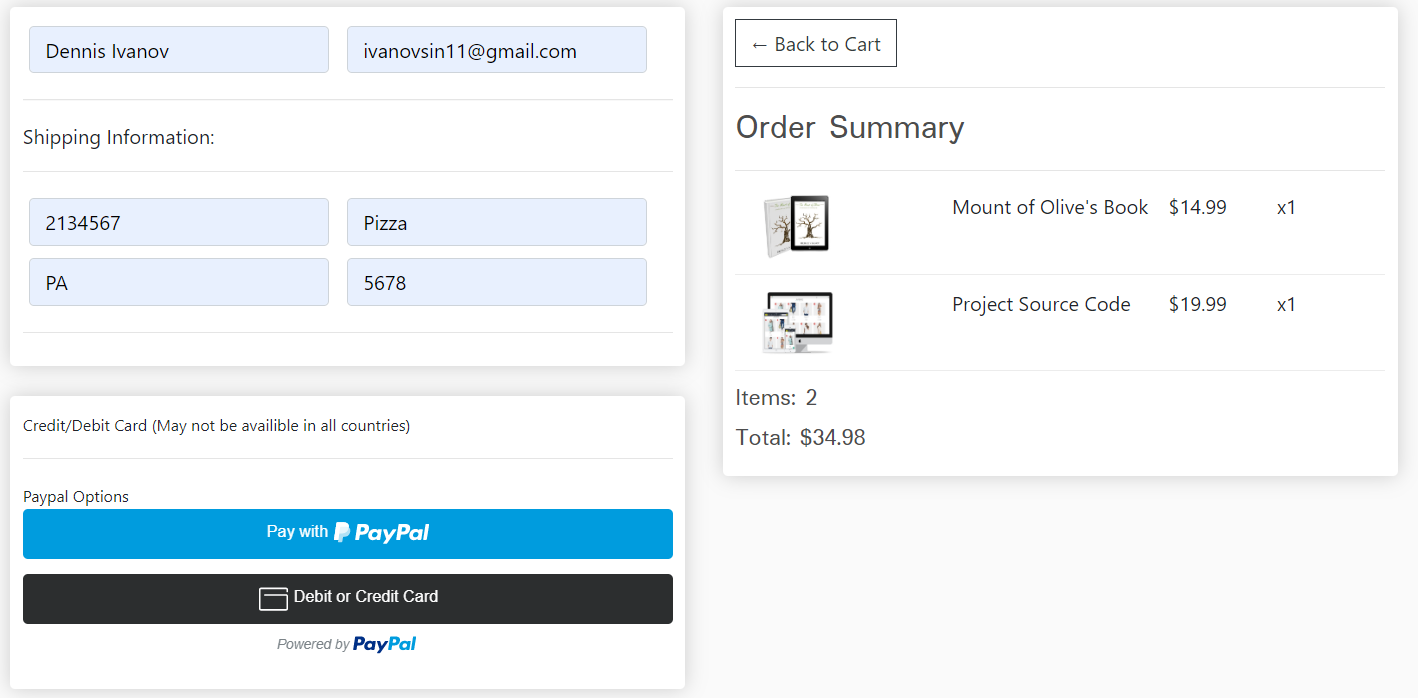 Dennis Ivanov
ivanovsin11@gmail.com
Shipping Information:
2134567
Pizza
PA
5678
Credit/Debit Card (May not be availible in all countries)
Paypal Options
Pay with PayPal
Debit or Credit Card
Powered by PayPal
← Back to Cart
Order Summary
Mount of Olive's Book $14.99 x1
Project Source Code $19.99 x1
Items: 2
Total: $34.98